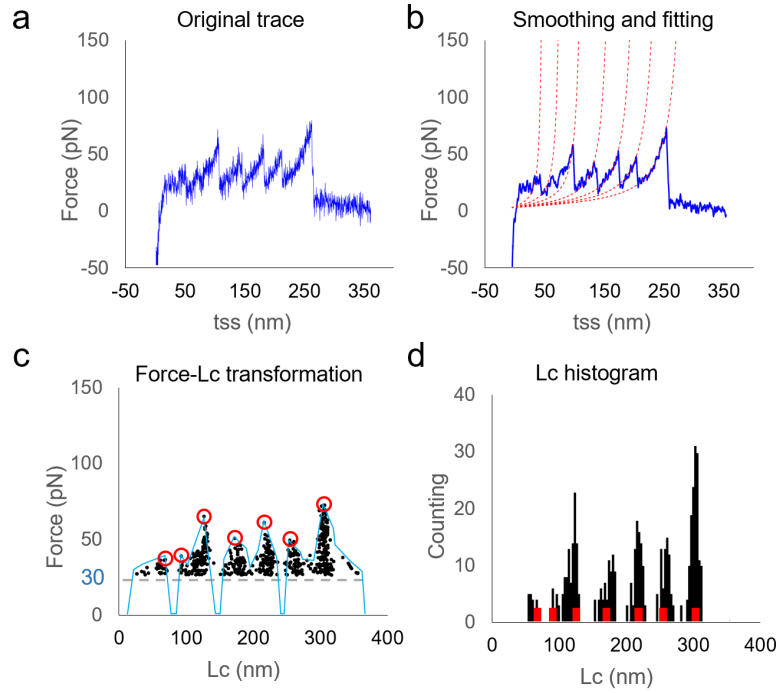 a
Original trace
Force (pN)
150
100
50
0
-50
-50 50 150 250 350
tss (nm)
b
Smoothing and fitting
Force (pN)
150
100
50
0
-50
-50 50 150 250 350
tss (nm)
c
Force-Lc transformation
Force (pN)
150
100
50
30
0
0 100 200 300 400
Lc (nm)
d
Lc histogram
Counting
40
30
20
10
0
0 100 200 300 400
Lc (nm)